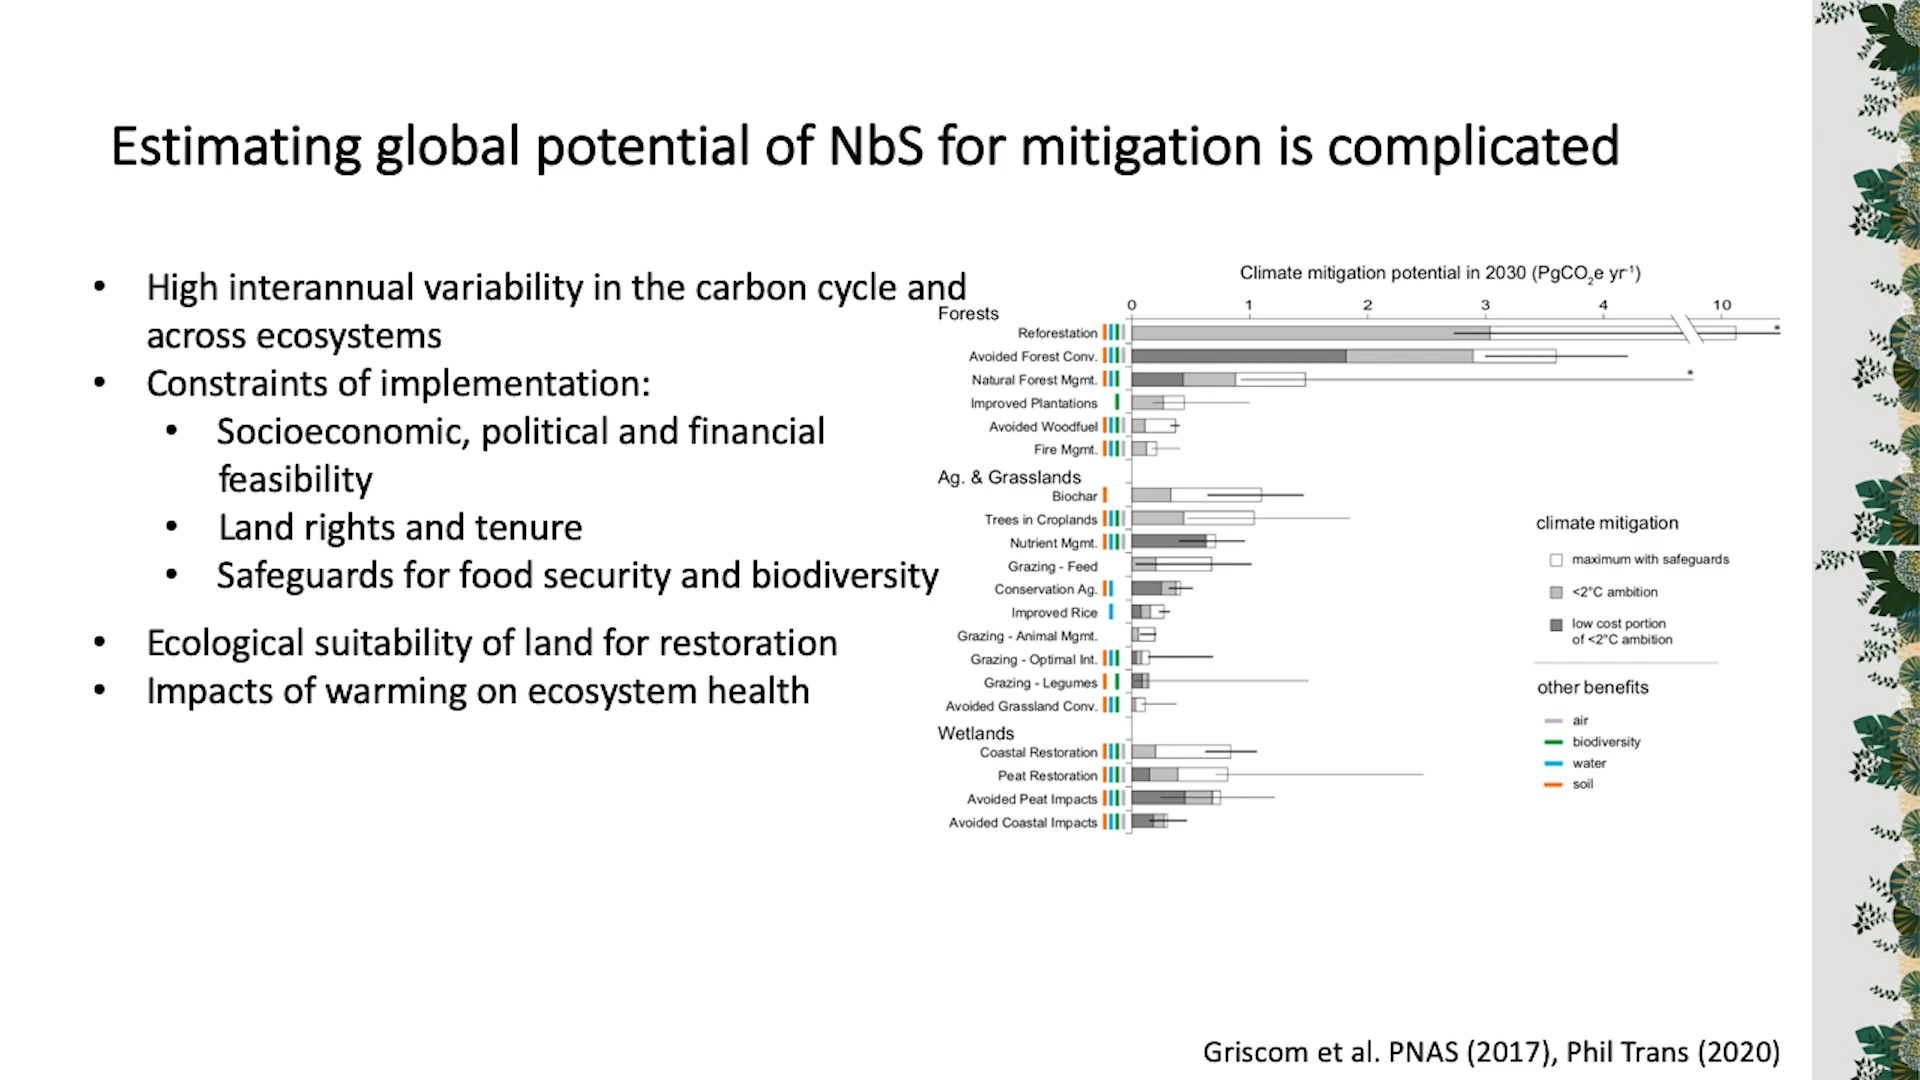 Estimating global potential of NbS for mitigation is complicated
• High interannual variability in the carbon cycle and
across ecosystems
• Constraints of implementation:
• Socioeconomic, political and financial
feasibility
• Land rights and tenure
• Safeguards for food security and biodiversity
• Ecological suitability of land for restoration
• Impacts of warming on ecosystem health
Climate mitigation potential in 2030 (PgCO₂e yr⁻¹)
0 1 2 3 4 10
Forests
Reforestation
*
Avoided Forest Conv.
Natural Forest Mgmt.
*
Improved Plantations
Avoided Woodfuel
Fire Mgmt.
Ag. & Grasslands
Biochar
Trees in Croplands
Nutrient Mgmt.
Grazing - Feed
Conservation Ag.
Improved Rice
Grazing - Animal Mgmt.
Grazing - Optimal Int.
Grazing - Legumes
Avoided Grassland Conv.
Wetlands
Coastal Restoration
Peat Restoration
Avoided Peat Impacts
Avoided Coastal Impacts
climate mitigation
maximum with safeguards
<2°C ambition
low cost portion
of <2°C ambition
other benefits
air
biodiversity
water
soil
Griscom et al. PNAS (2017), Phil Trans (2020)